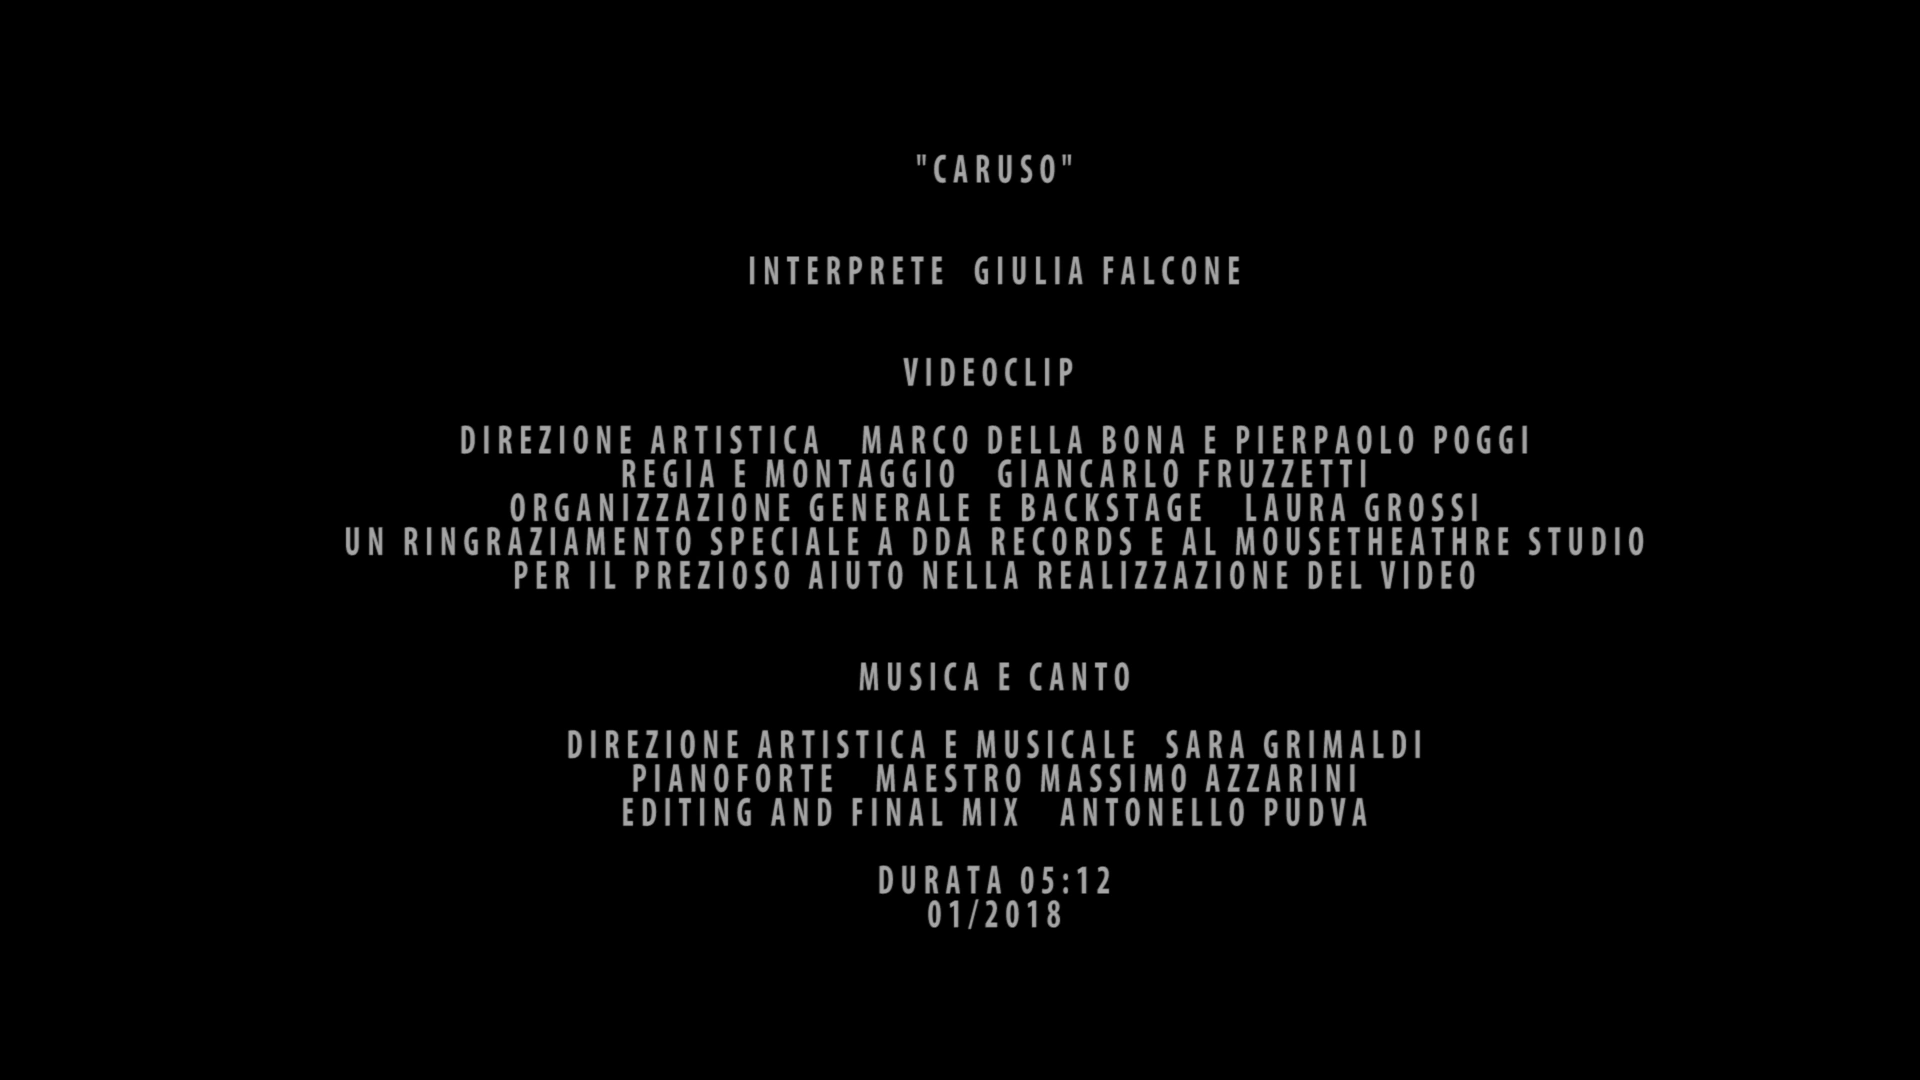 "CARUSO"
INTERPRETE GIULIA FALCONE
VIDEOCLIP
DIREZIONE ARTISTICA MARCO DELLA BONA E PIERPAOLO POGGI
REGIA E MONTAGGIO GIANCARLO FRUZZETTI
ORGANIZZAZIONE GENERALE E BACKSTAGE LAURA GROSSI
UN RINGRAZIAMENTO SPECIALE A DDA RECORDS E AL MOUSETHEATHRE STUDIO
PER IL PREZIOSO AIUTO NELLA REALIZZAZIONE DEL VIDEO
MUSICA E CANTO
DIREZIONE ARTISTICA E MUSICALE SARA GRIMALDI
PIANOFORTE MAESTRO MASSIMO AZZARINI
EDITING AND FINAL MIX ANTONELLO PUDVA
DURATA 05:12
01/2018